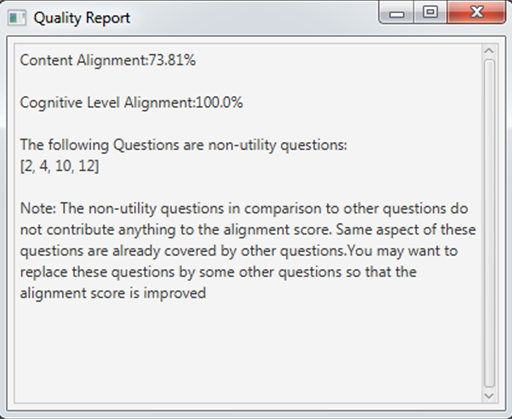 Quality Report
Content Alignment:73.81%
Cognitive Level Alignment:100.0%
The following Questions are non-utility questions:
[2, 4, 10, 12]
Note: The non-utility questions in comparison to other questions do
not contribute anything to the alignment score. Same aspect of these
questions are already covered by other questions.You may want to
replace these questions by some other questions so that the
alignment score is improved